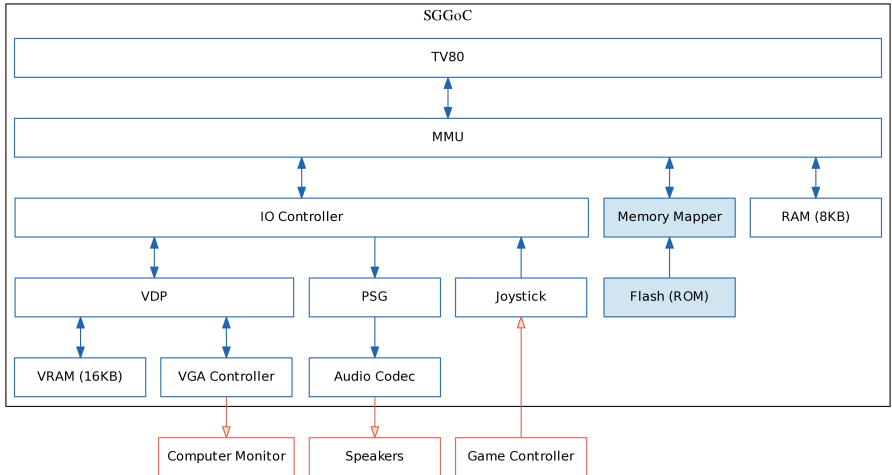 SGGoC
TV80
MMU
IO Controller
Memory Mapper
RAM (8KB)
VDP
PSG
Joystick
Flash (ROM)
VRAM (16KB)
VGA Controller
Audio Codec
Computer Monitor
Speakers
Game Controller